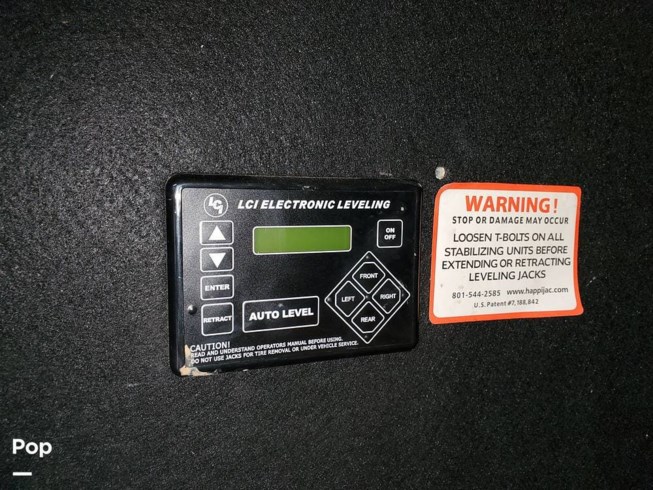 LCI
LCI ELECTRONIC LEVELING
ON
OFF
ENTER
RETRACT
AUTO LEVEL
FRONT
LEFT
RIGHT
REAR
CAUTION!
READ AND UNDERSTAND OPERATORS MANUAL BEFORE USING.
DO NOT USE JACKS FOR TIRE REMOVAL OR UNDER VEHICLE SERVICE.
WARNING!
STOP OR DAMAGE MAY OCCUR
LOOSEN T-BOLTS ON ALL
STABILIZING UNITS BEFORE
EXTENDING OR RETRACTING
LEVELING JACKS
801-544-2585 www.happijac.com
U.S. Patent #7,188,842
Pop